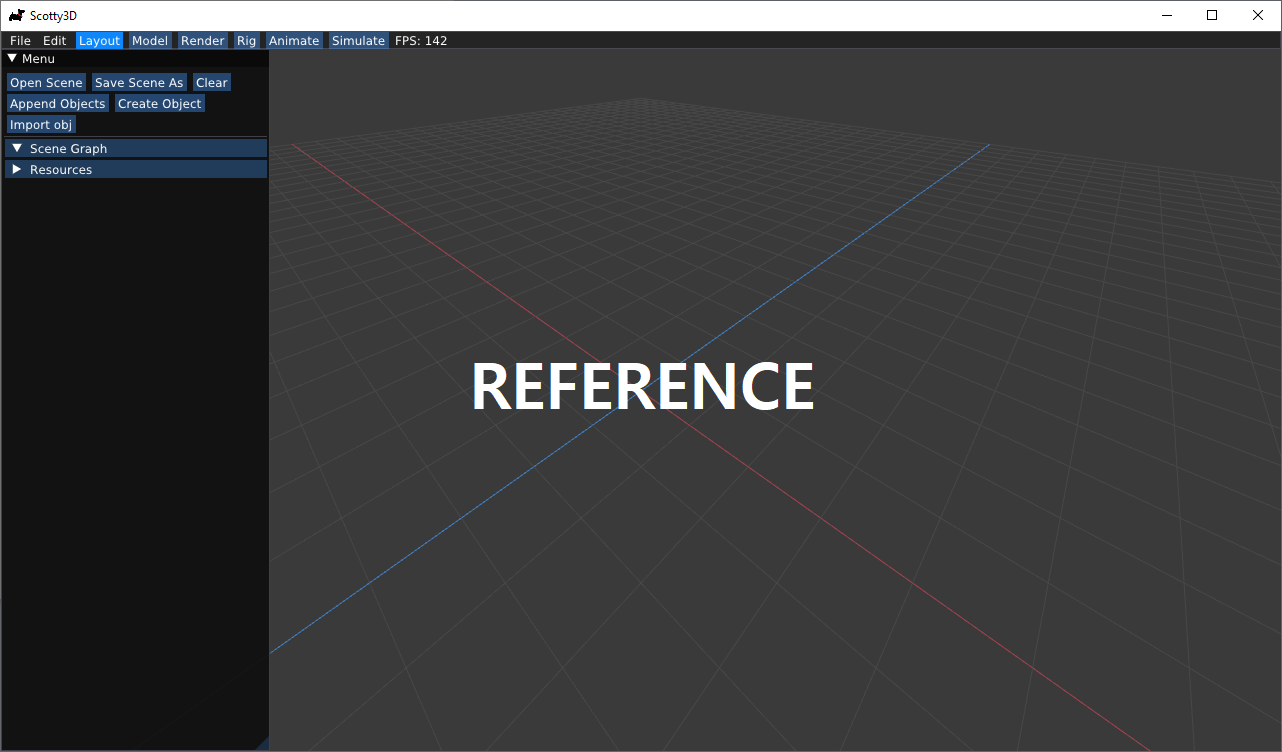 Scotty3D
File Edit Layout Model Render Rig Animate Simulate FPS: 142
Menu
Open Scene Save Scene As Clear
Append Objects Create Object
Import obj
Scene Graph
Resources
REFERENCE